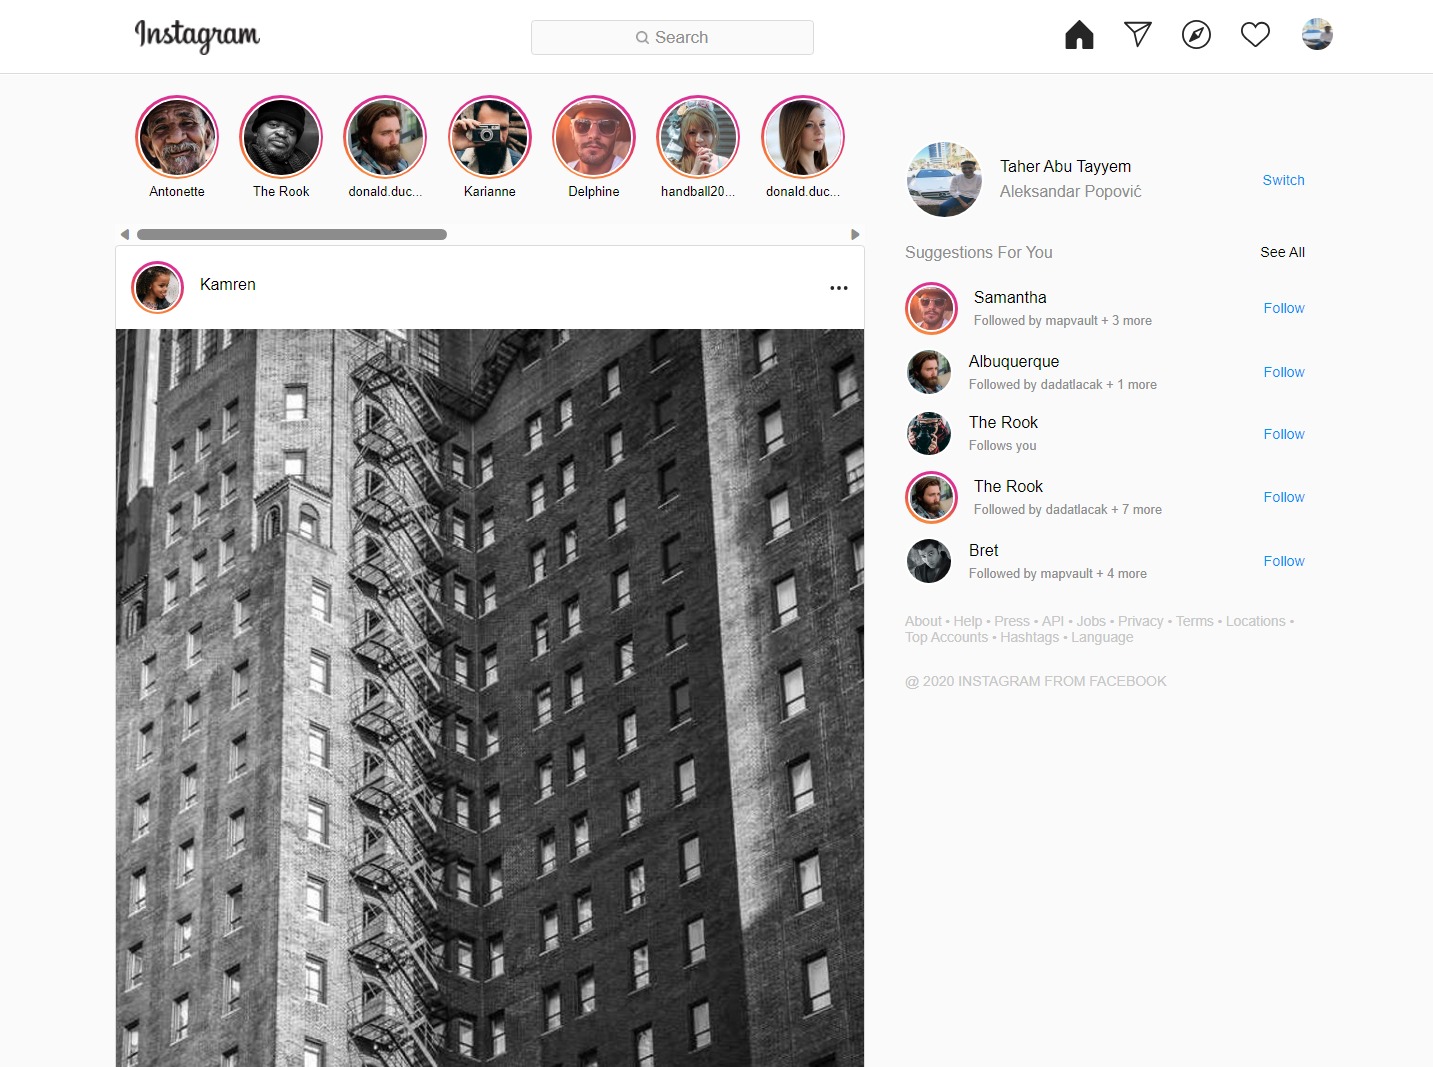 Instagram
Search
Antonette
The Rook
donald.duc...
Karianne
Delphine
handball20...
donald.duc...
Kamren
Taher Abu Tayyem
Aleksandar Popović
Switch
Suggestions For You
See All
Samantha
Followed by mapvault + 3 more
Follow
Albuquerque
Followed by dadatlacak + 1 more
Follow
The Rook
Follows you
Follow
The Rook
Followed by dadatlacak + 7 more
Follow
Bret
Followed by mapvault + 4 more
Follow
About • Help • Press • API • Jobs • Privacy • Terms • Locations •
Top Accounts • Hashtags • Language
@ 2020 INSTAGRAM FROM FACEBOOK